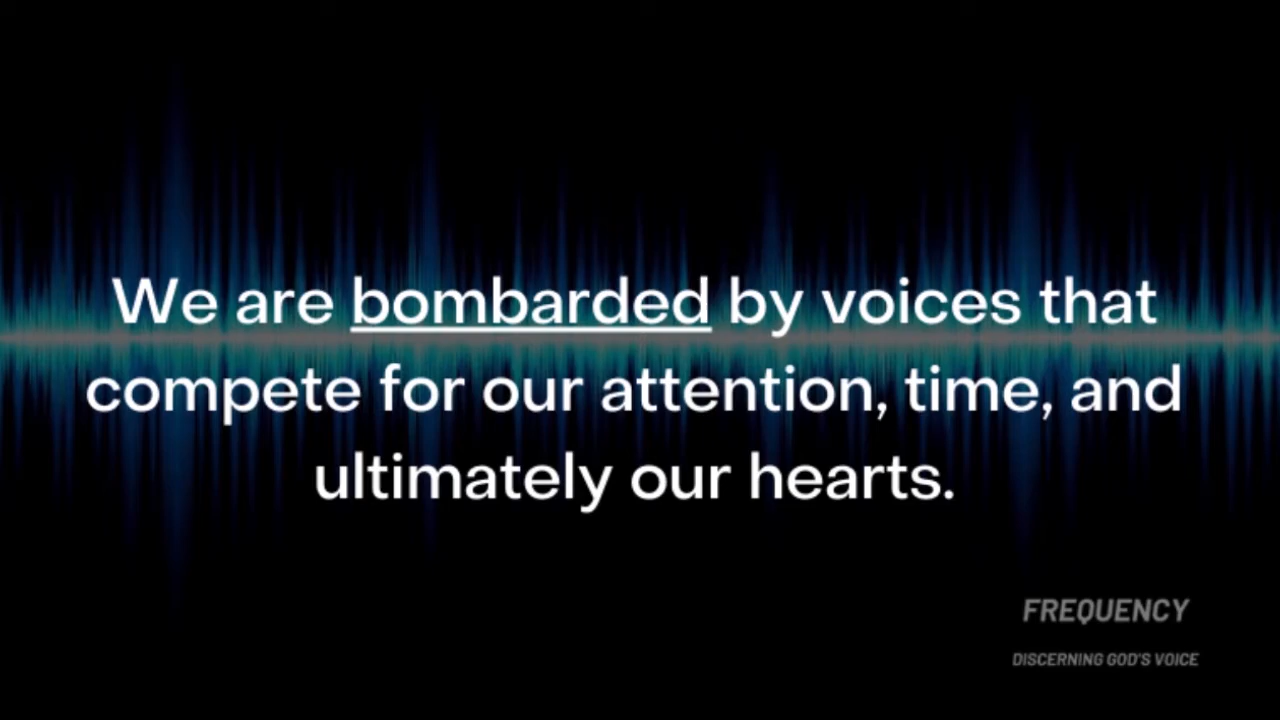 We are bombarded by voices that
compete for our attention, time, and
ultimately our hearts.
FREQUENCY
DISCERNING GOD'S VOICE